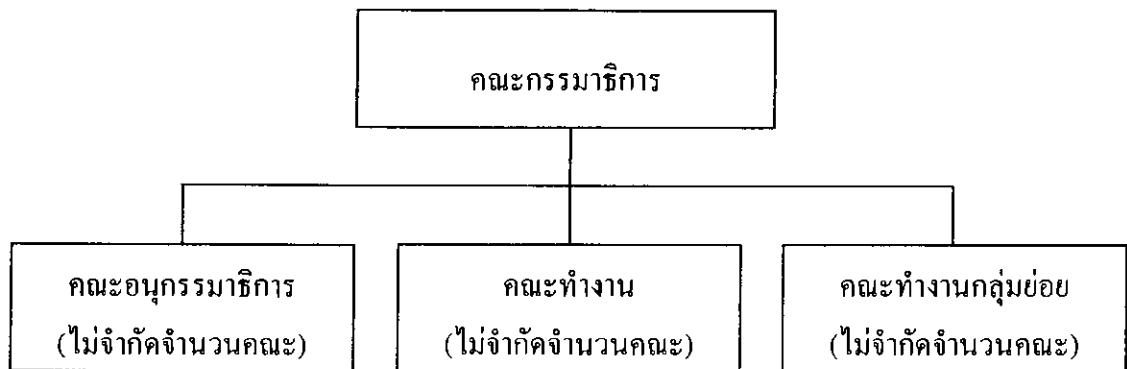 คณะกรรมาธิการ
คณะอนุกรรมาธิการ
(ไม่จำกัดจำนวนคณะ)
คณะทำงาน
(ไม่จำกัดจำนวนคณะ)
คณะทำงานกลุ่มย่อย
(ไม่จำกัดจำนวนคณะ)